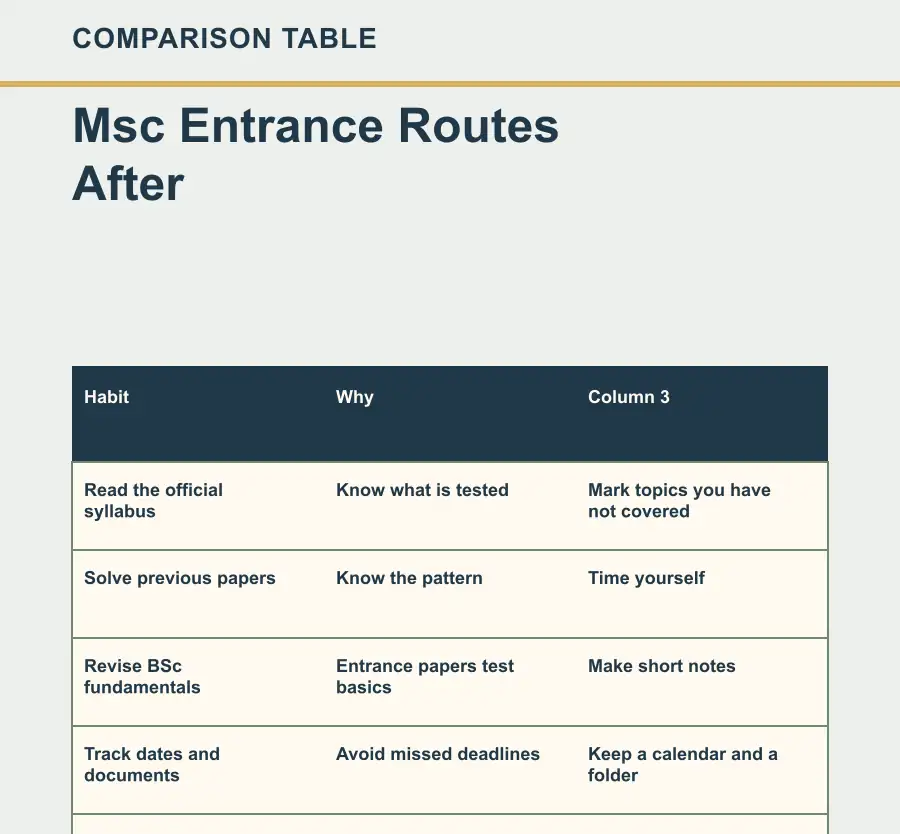 COMPARISON TABLE
Msc Entrance Routes
After
Habit Why Column 3
Read the official Know what is tested Mark topics you have
syllabus not covered
Solve previous papers Know the pattern Time yourself
Revise BSc Entrance papers test Make short notes
fundamentals basics
Track dates and Avoid missed deadlines Keep a calendar and a
documents folder